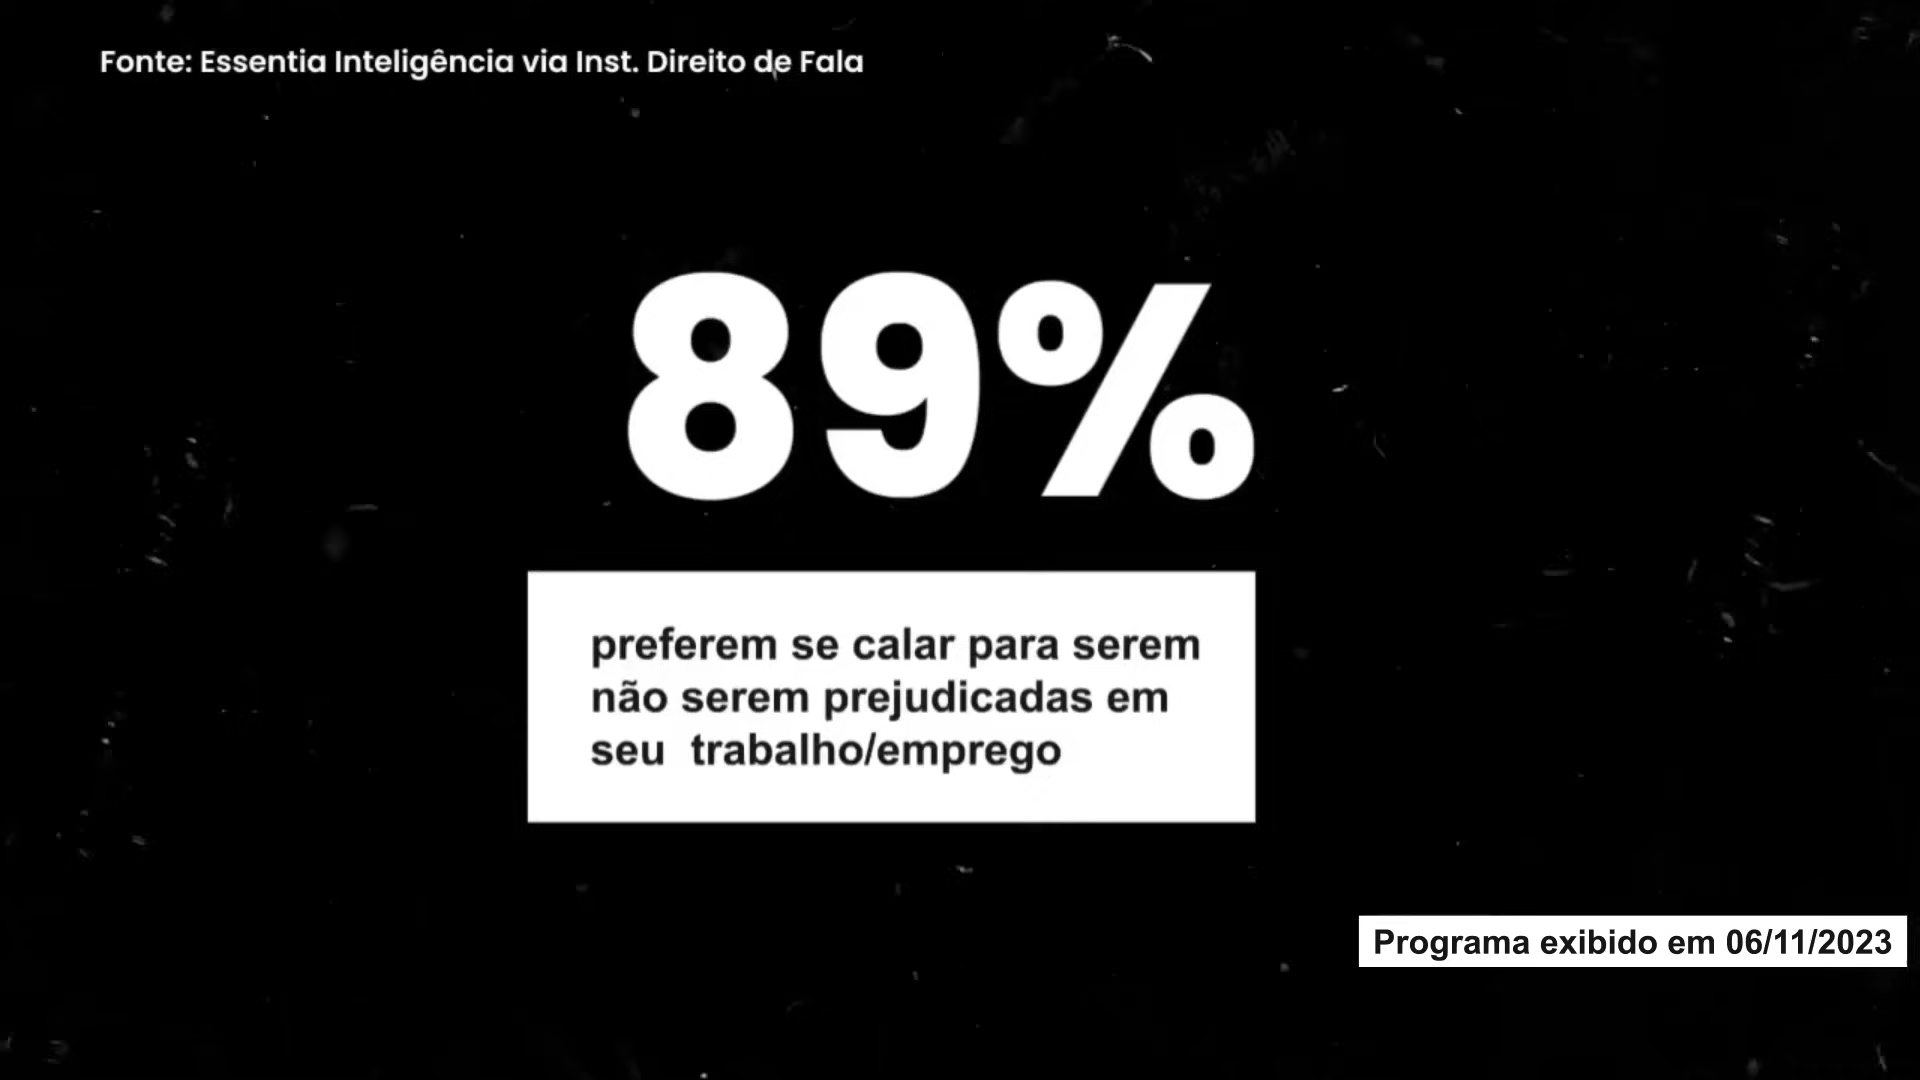 Fonte: Essentia Inteligência via Inst. Direito de Fala
89%
preferem se calar para serem
não serem prejudicadas em
seu trabalho/emprego
Programa exibido em 06/11/2023